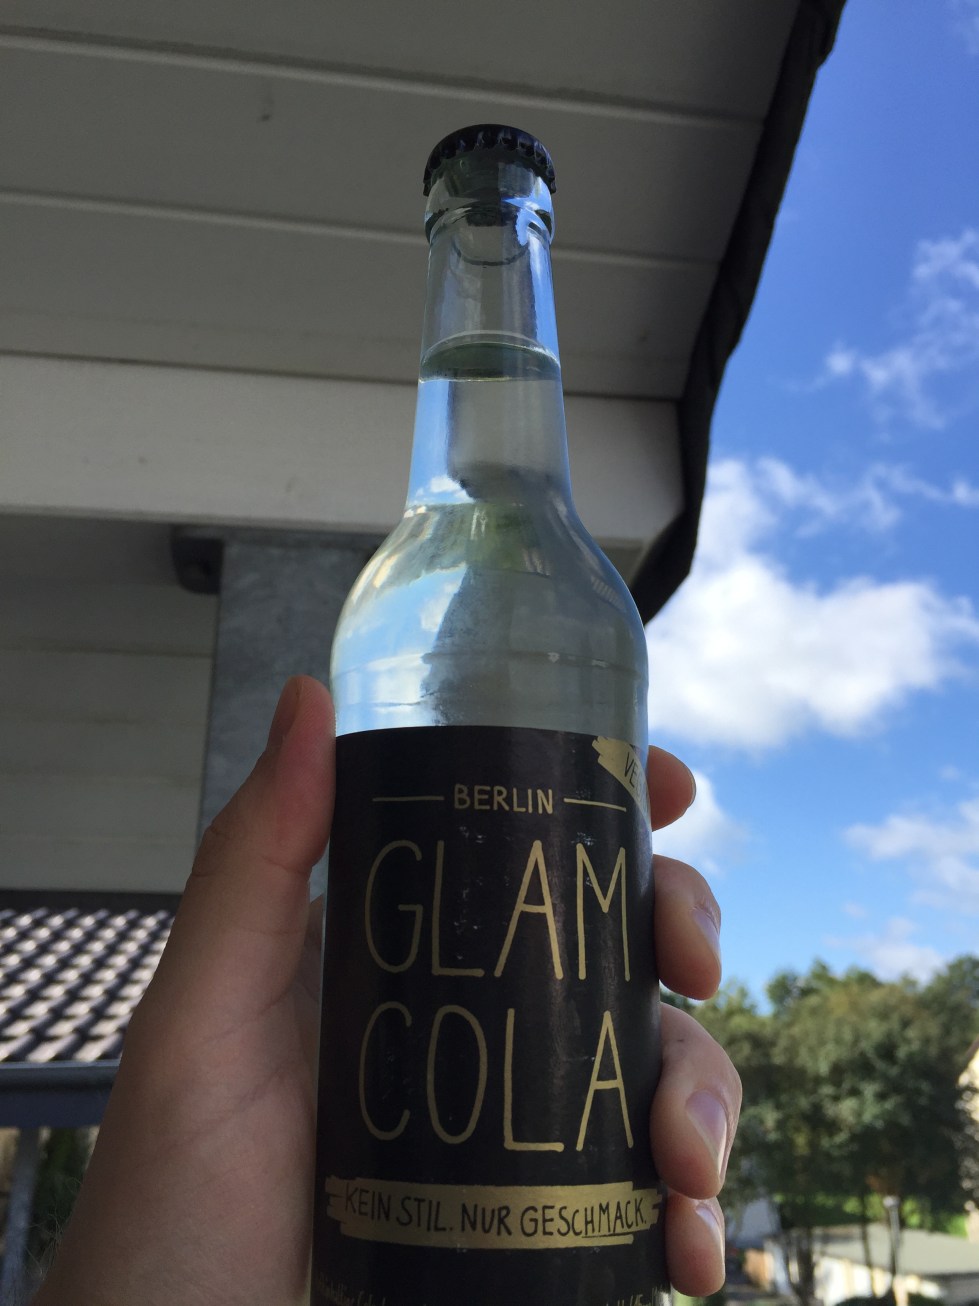 BERLIN
GLAM
COLA
KEIN STIL. NUR GESCHMACK.